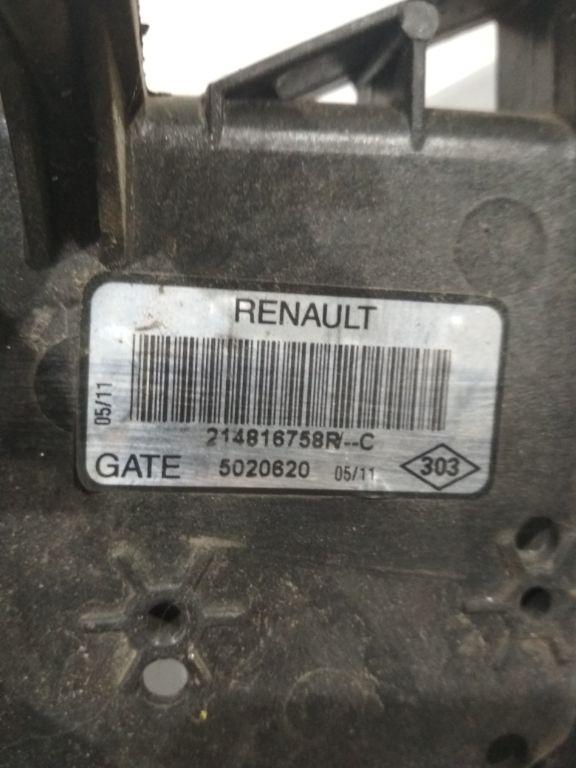 RENAULT
05/11
214816758R/--C
GATE 5020620 05/11 303